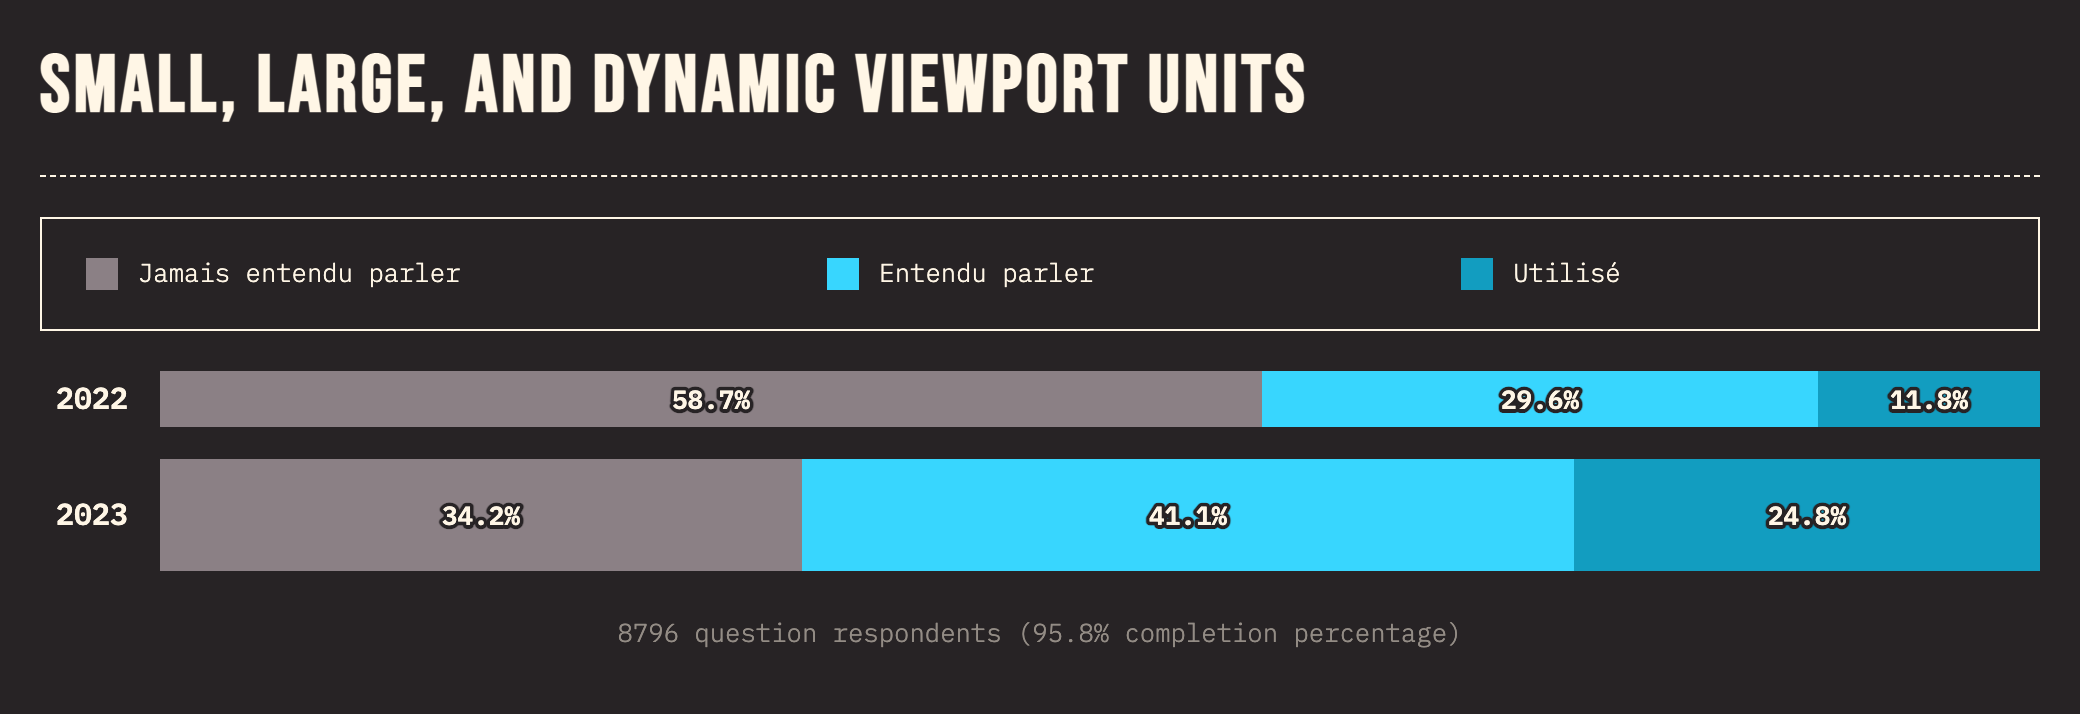 SMALL, LARGE, AND DYNAMIC VIEWPORT UNITS
Jamais entendu parler Entendu parler Utilisé
2022 58.7% 29.6% 11.8%
2023 34.2% 41.1% 24.8%
8796 question respondents (95.8% completion percentage)